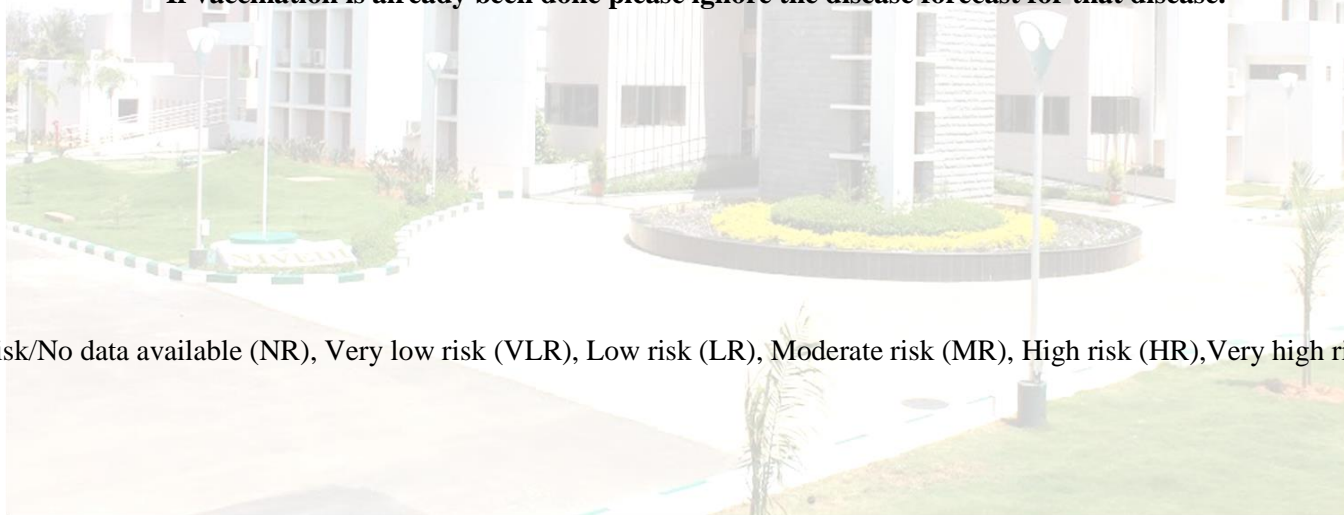 If vaccination is already been done please ignore the disease forecast for that disease.
NIVEDI
isk/No data available (NR), Very low risk (VLR), Low risk (LR), Moderate risk (MR), High risk (HR),Very high ri